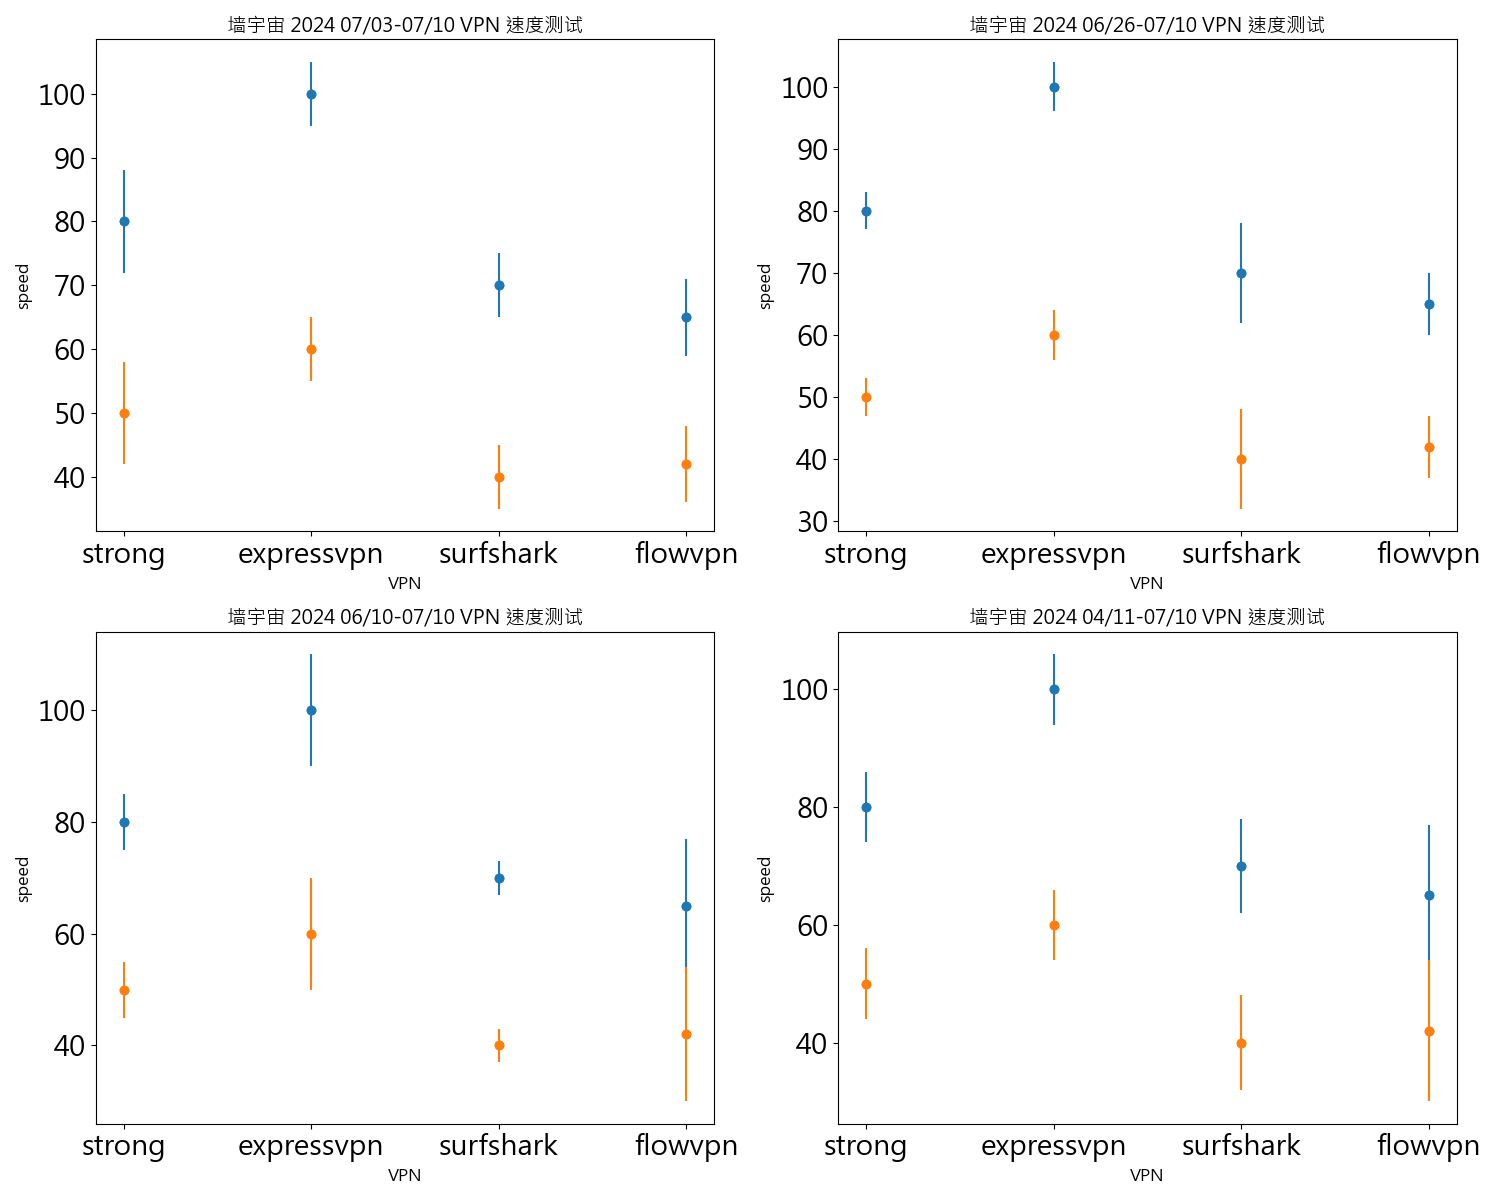 墙宇宙 2024 07/03-07/10 VPN 速度测试
100
90
80
70
60
50
40
speed
strong expressvpn surfshark flowvpn
VPN
墙宇宙 2024 06/26-07/10 VPN 速度测试
100
90
80
70
60
50
40
30
speed
strong expressvpn surfshark flowvpn
VPN
墙宇宙 2024 06/10-07/10 VPN 速度测试
100
80
60
40
speed
strong expressvpn surfshark flowvpn
VPN
墙宇宙 2024 04/11-07/10 VPN 速度测试
100
80
60
40
speed
strong expressvpn surfshark flowvpn
VPN